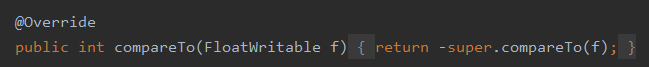 @Override
public int compareTo(FloatWritable f) { return -super.compareTo(f); }